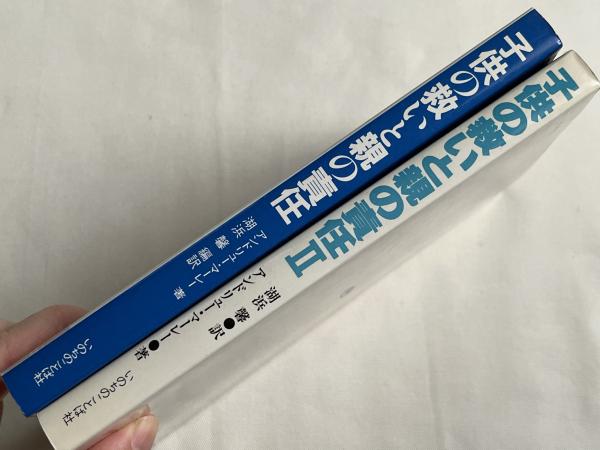 子供の救いと親の責任
アンドリュー・マーレー 著
湖浜 馨 編訳
いのちのことば社
子供の救いと親の責任II
アンドリュー・マーレー●著
湖浜 馨●訳
いのちのことば社